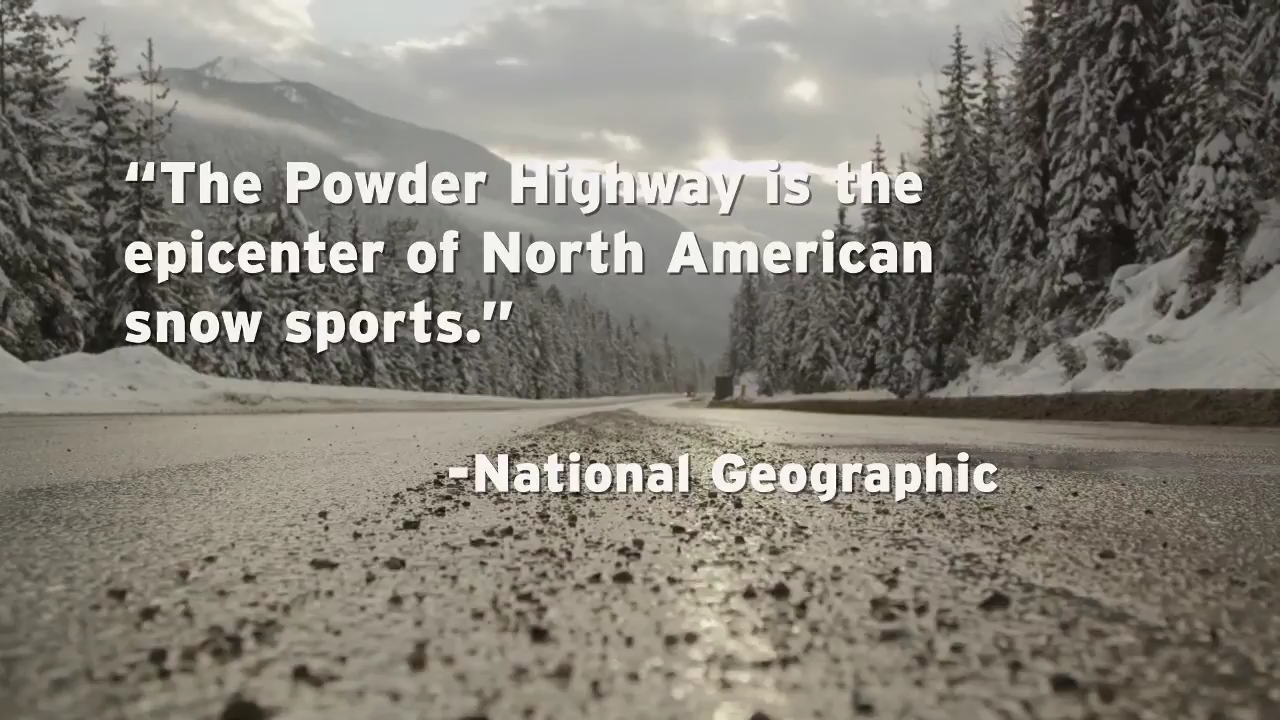 “The Powder Highway is the
epicenter of North American
snow sports.”
-National Geographic